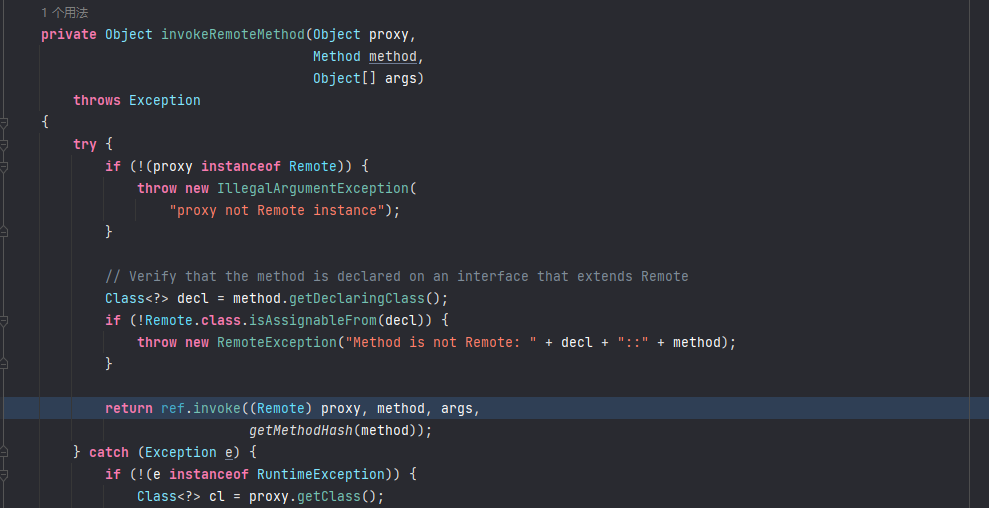 1 个用法
private Object invokeRemoteMethod(Object proxy,
Method method,
Object[] args)
throws Exception
{
try {
if (!(proxy instanceof Remote)) {
throw new IllegalArgumentException(
"proxy not Remote instance");
}
// Verify that the method is declared on an interface that extends Remote
Class<?> decl = method.getDeclaringClass();
if (!Remote.class.isAssignableFrom(decl)) {
throw new RemoteException("Method is not Remote: " + decl + "::" + method);
}
return ref.invoke((Remote) proxy, method, args,
getMethodHash(method));
} catch (Exception e) {
if (!(e instanceof RuntimeException)) {
Class<?> cl = proxy.getClass();